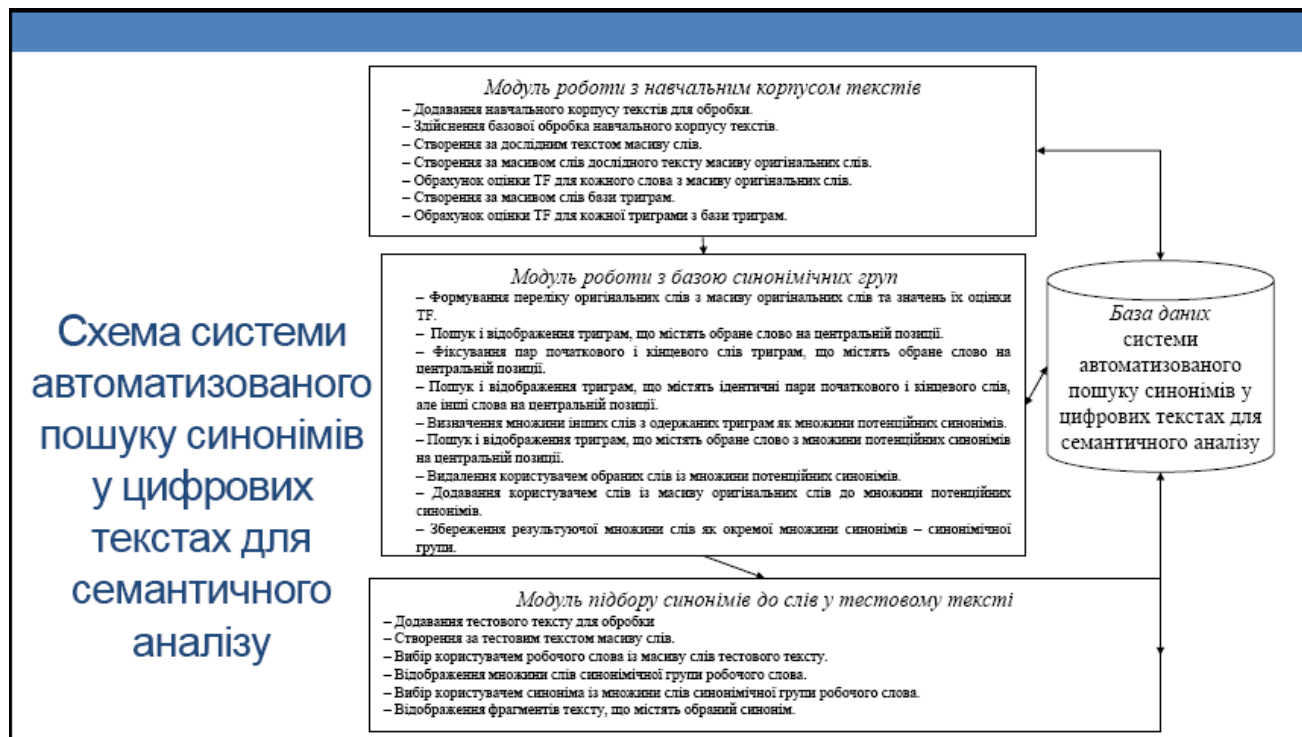 Схема системи
автоматизованого
пошуку синонімів
у цифрових
текстах для
семантичного
аналізу
Модуль роботи з навчальним корпусом текстів
– Додавання навчального корпусу текстів для обробки.
– Здійснення базової обробка навчального корпусу текстів.
– Створення за дослідним текстом масиву слів.
– Створення за масивом слів дослідного тексту масиву оригінальних слів.
– Обрахунок оцінки TF для кожного слова з масиву оригінальних слів.
– Створення за масивом слів бази триграм.
– Обрахунок оцінки TF для кожної триграми з бази триграм.
Модуль роботи з базою синонімічних груп
– Формування переліку оригінальних слів з масиву оригінальних слів та значень їх оцінки
TF.
– Пошук і відображення триграм, що містять обране слово на центральній позиції.
– Фіксування пар початкового і кінцевого слів триграм, що містять обране слово на
центральній позиції.
– Пошук і відображення триграм, що містять ідентичні пари початкового і кінцевого слів,
але інші слова на центральній позиції.
– Визначення множини інших слів з одержаних триграм як множини потенційних синонімів.
– Пошук і відображення триграм, що містять обране слово з множини потенційних синонімів
на центральній позиції.
– Видалення користувачем обраних слів із множини потенційних синонімів.
– Додавання користувачем слів із масиву оригінальних слів до множини потенційних
синонімів.
– Збереження результуючої множини слів як окремої множини синонімів – синонімічної
групи.
База даних
системи
автоматизованого
пошуку синонімів у
цифрових текстах для
семантичного аналізу
Модуль підбору синонімів до слів у тестовому тексті
– Додавання тестового тексту для обробки
– Створення за тестовим текстом масиву слів.
– Вибір користувачем робочого слова із масиву слів тестового тексту.
– Відображення множини слів синонімічної групи робочого слова.
– Вибір користувачем синоніма із множини слів синонімічної групи робочого слова.
– Відображення фрагментів тексту, що містять обраний синонім.